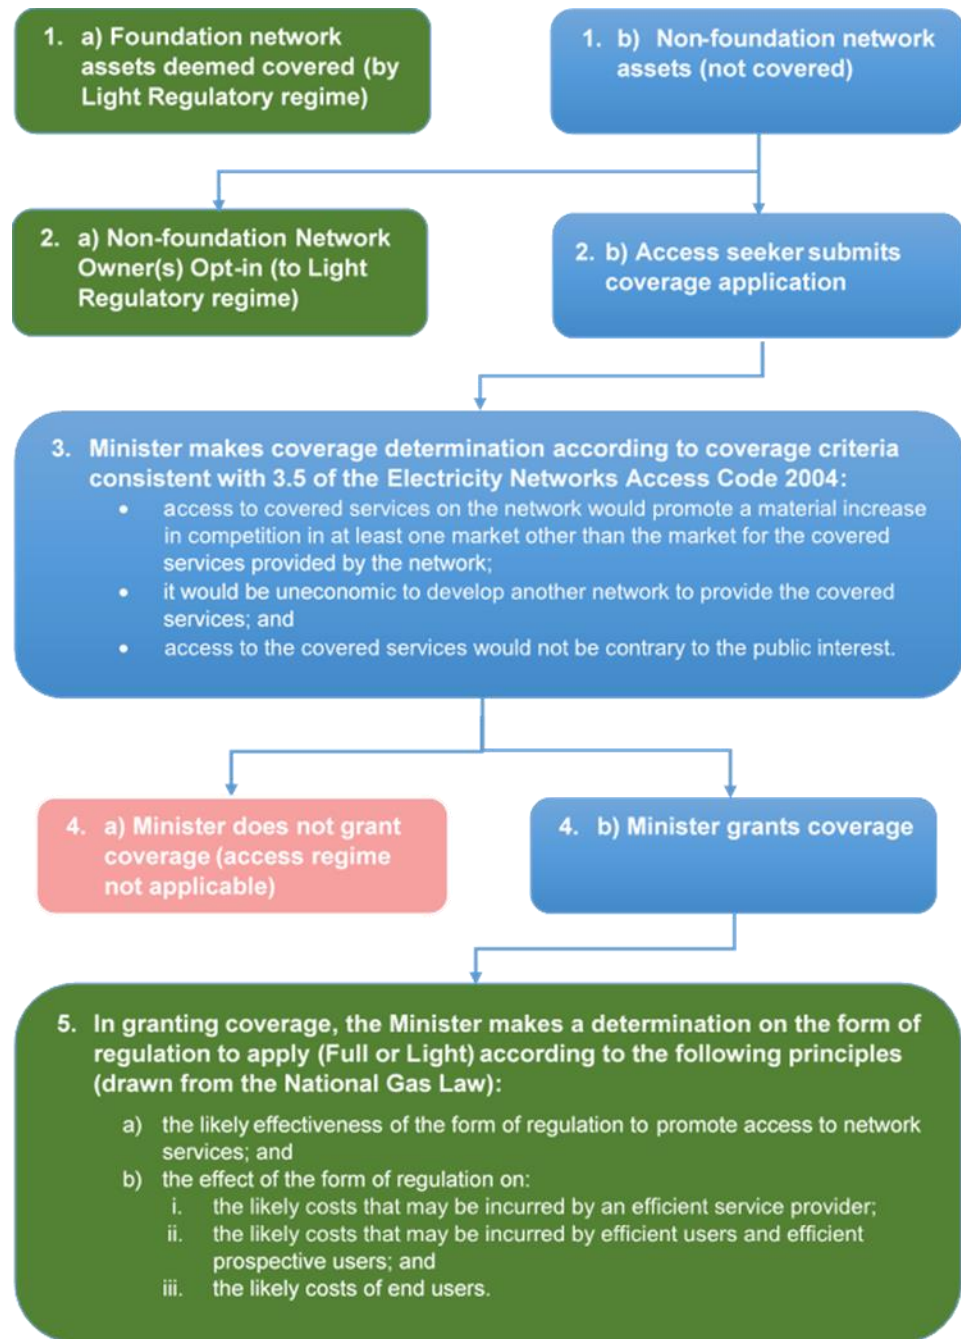 1. a) Foundation network
assets deemed covered (by
Light Regulatory regime)
1. b) Non-foundation network
assets (not covered)
2. a) Non-foundation Network
Owner(s) Opt-in (to Light
Regulatory regime)
2. b) Access seeker submits
coverage application
3. Minister makes coverage determination according to coverage criteria
consistent with 3.5 of the Electricity Networks Access Code 2004:
• access to covered services on the network would promote a material increase
in competition in at least one market other than the market for the covered
services provided by the network;
• it would be uneconomic to develop another network to provide the covered
services; and
• access to the covered services would not be contrary to the public interest.
4. a) Minister does not grant
coverage (access regime
not applicable)
4. b) Minister grants coverage
5. In granting coverage, the Minister makes a determination on the form of
regulation to apply (Full or Light) according to the following principles
(drawn from the National Gas Law):
a) the likely effectiveness of the form of regulation to promote access to network
services; and
b) the effect of the form of regulation on:
i. the likely costs that may be incurred by an efficient service provider;
ii. the likely costs that may be incurred by efficient users and efficient
prospective users; and
iii. the likely costs of end users.